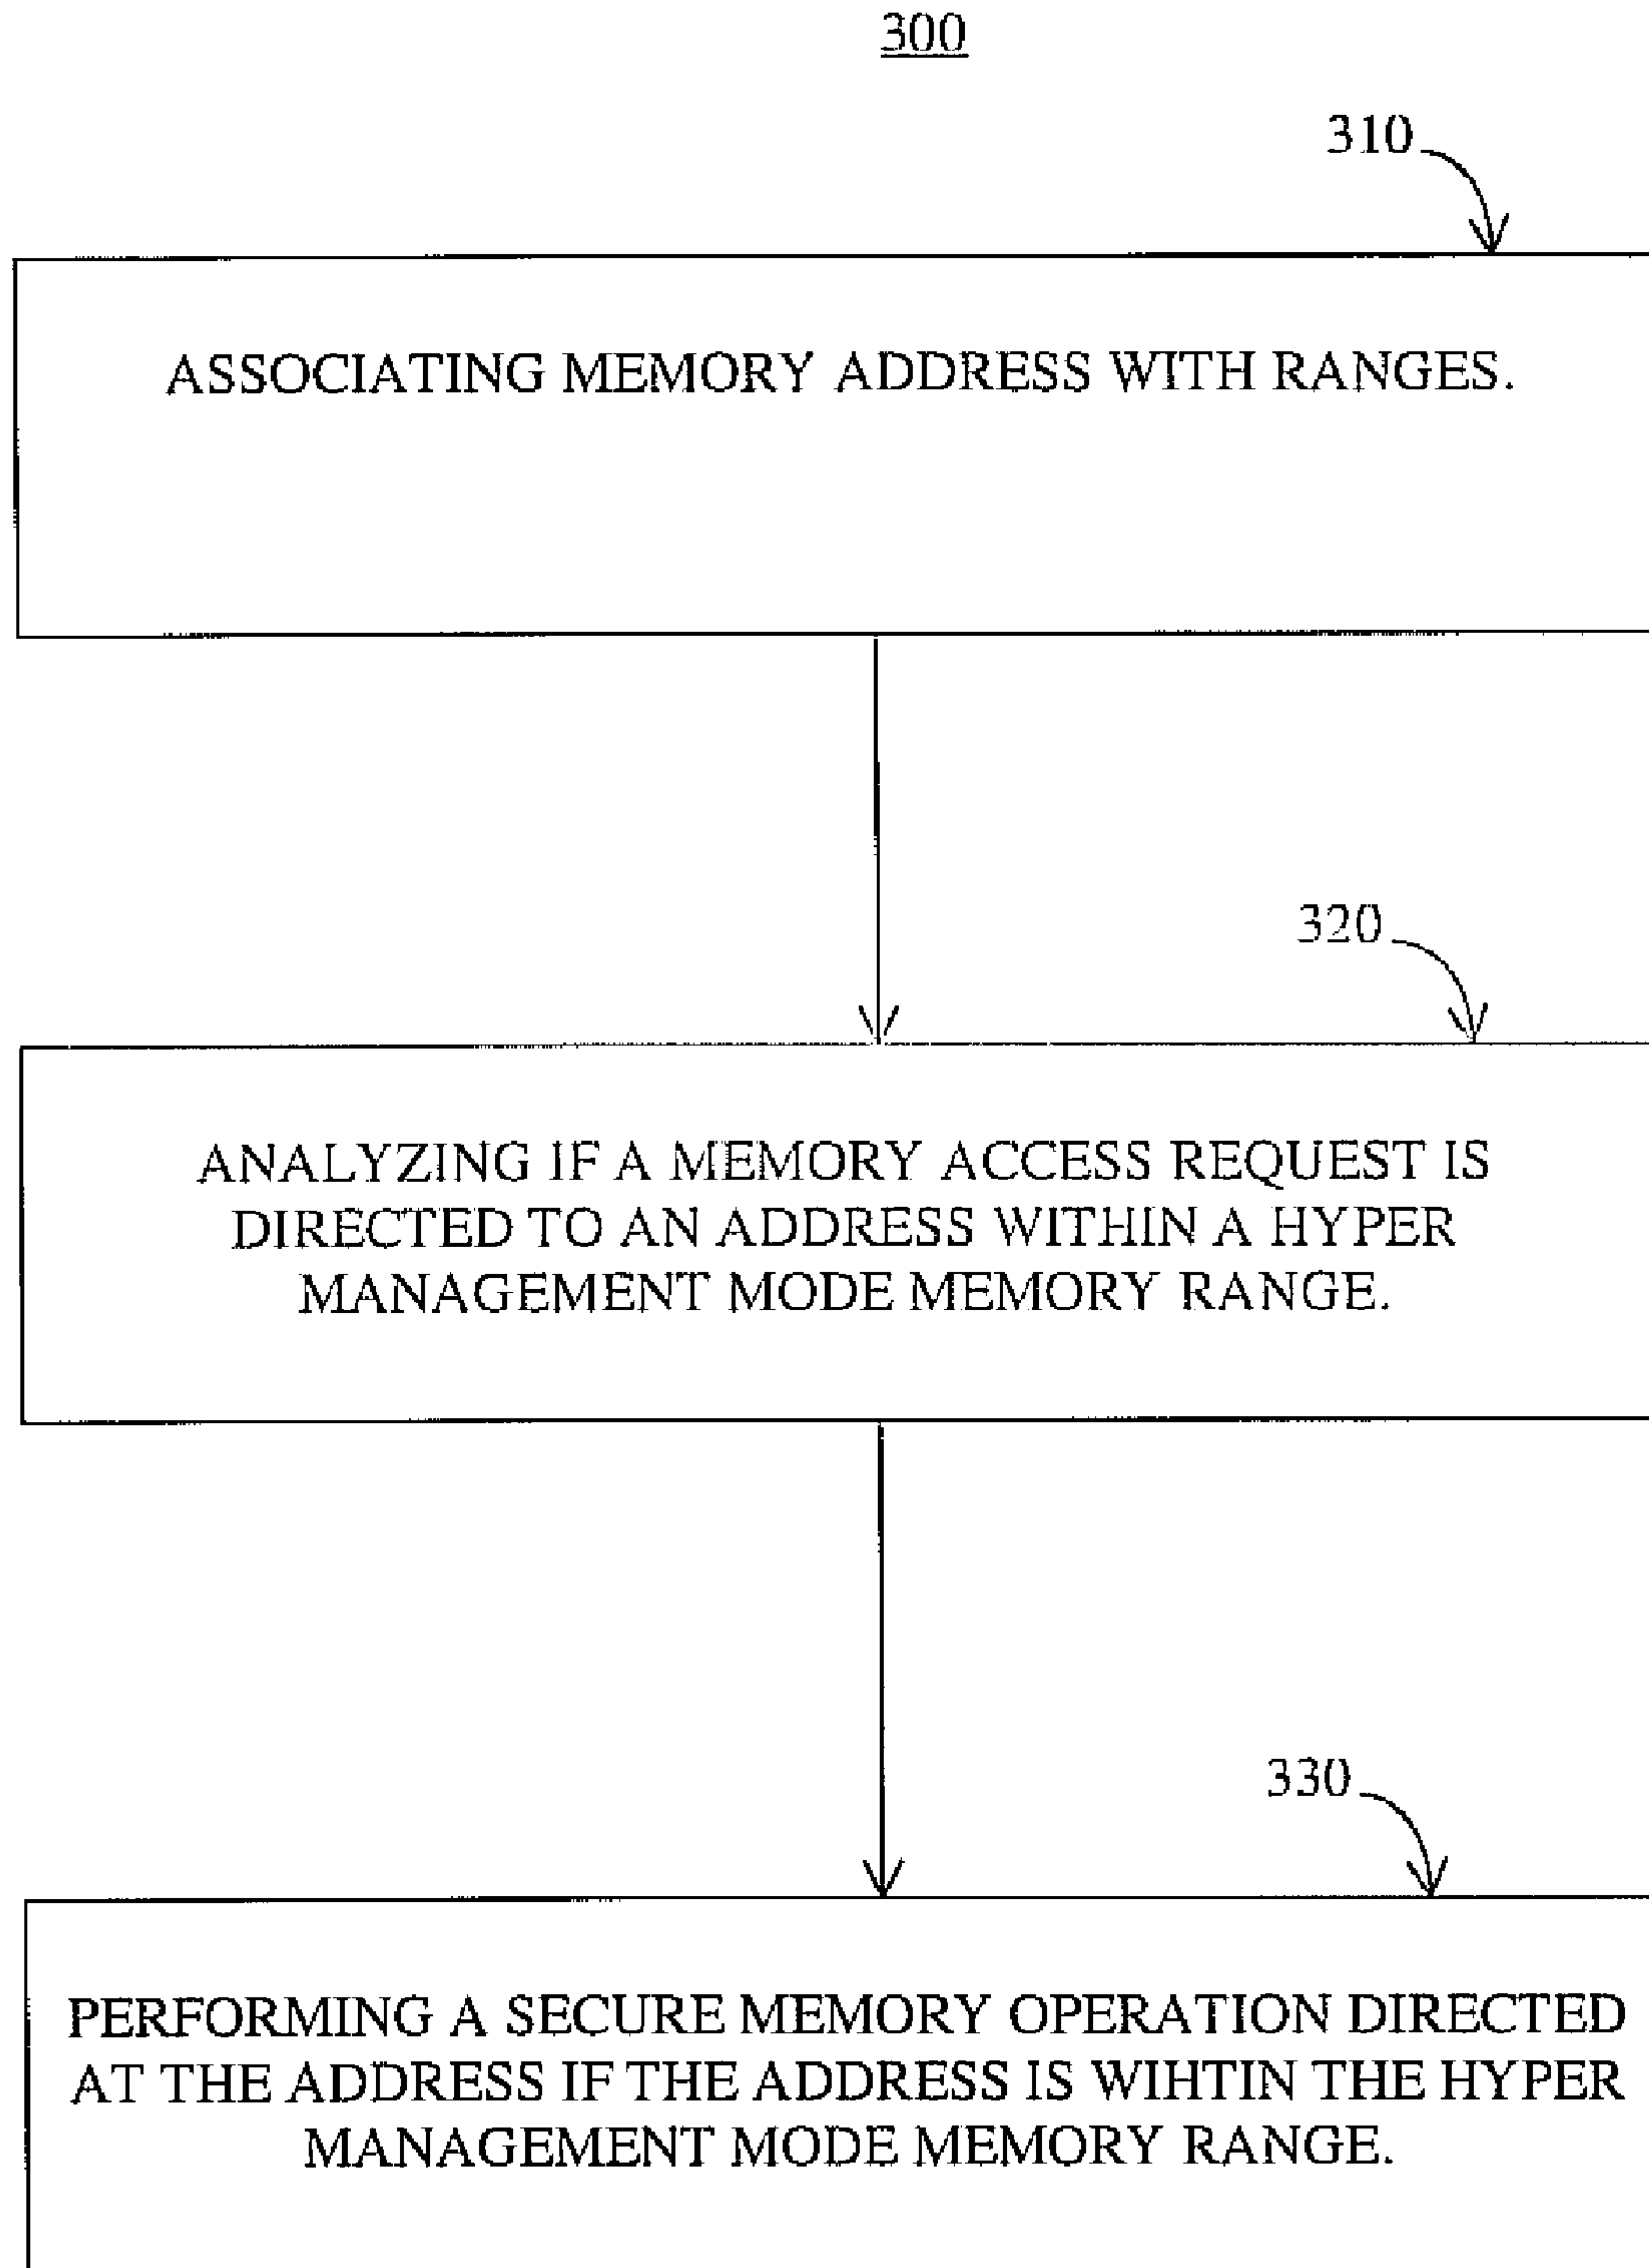 300
310
ASSOCIATING MEMORY ADDRESS WITH RANGES.
320
ANALYZING IF A MEMORY ACCESS REQUEST IS
DIRECTED TO AN ADDRESS WITHIN A HYPER
MANAGEMENT MODE MEMORY RANGE.
330
PERFORMING A SECURE MEMORY OPERATION DIRECTED
AT THE ADDRESS IF THE ADDRESS IS WIHTIN THE HYPER
MANAGEMENT MODE MEMORY RANGE.